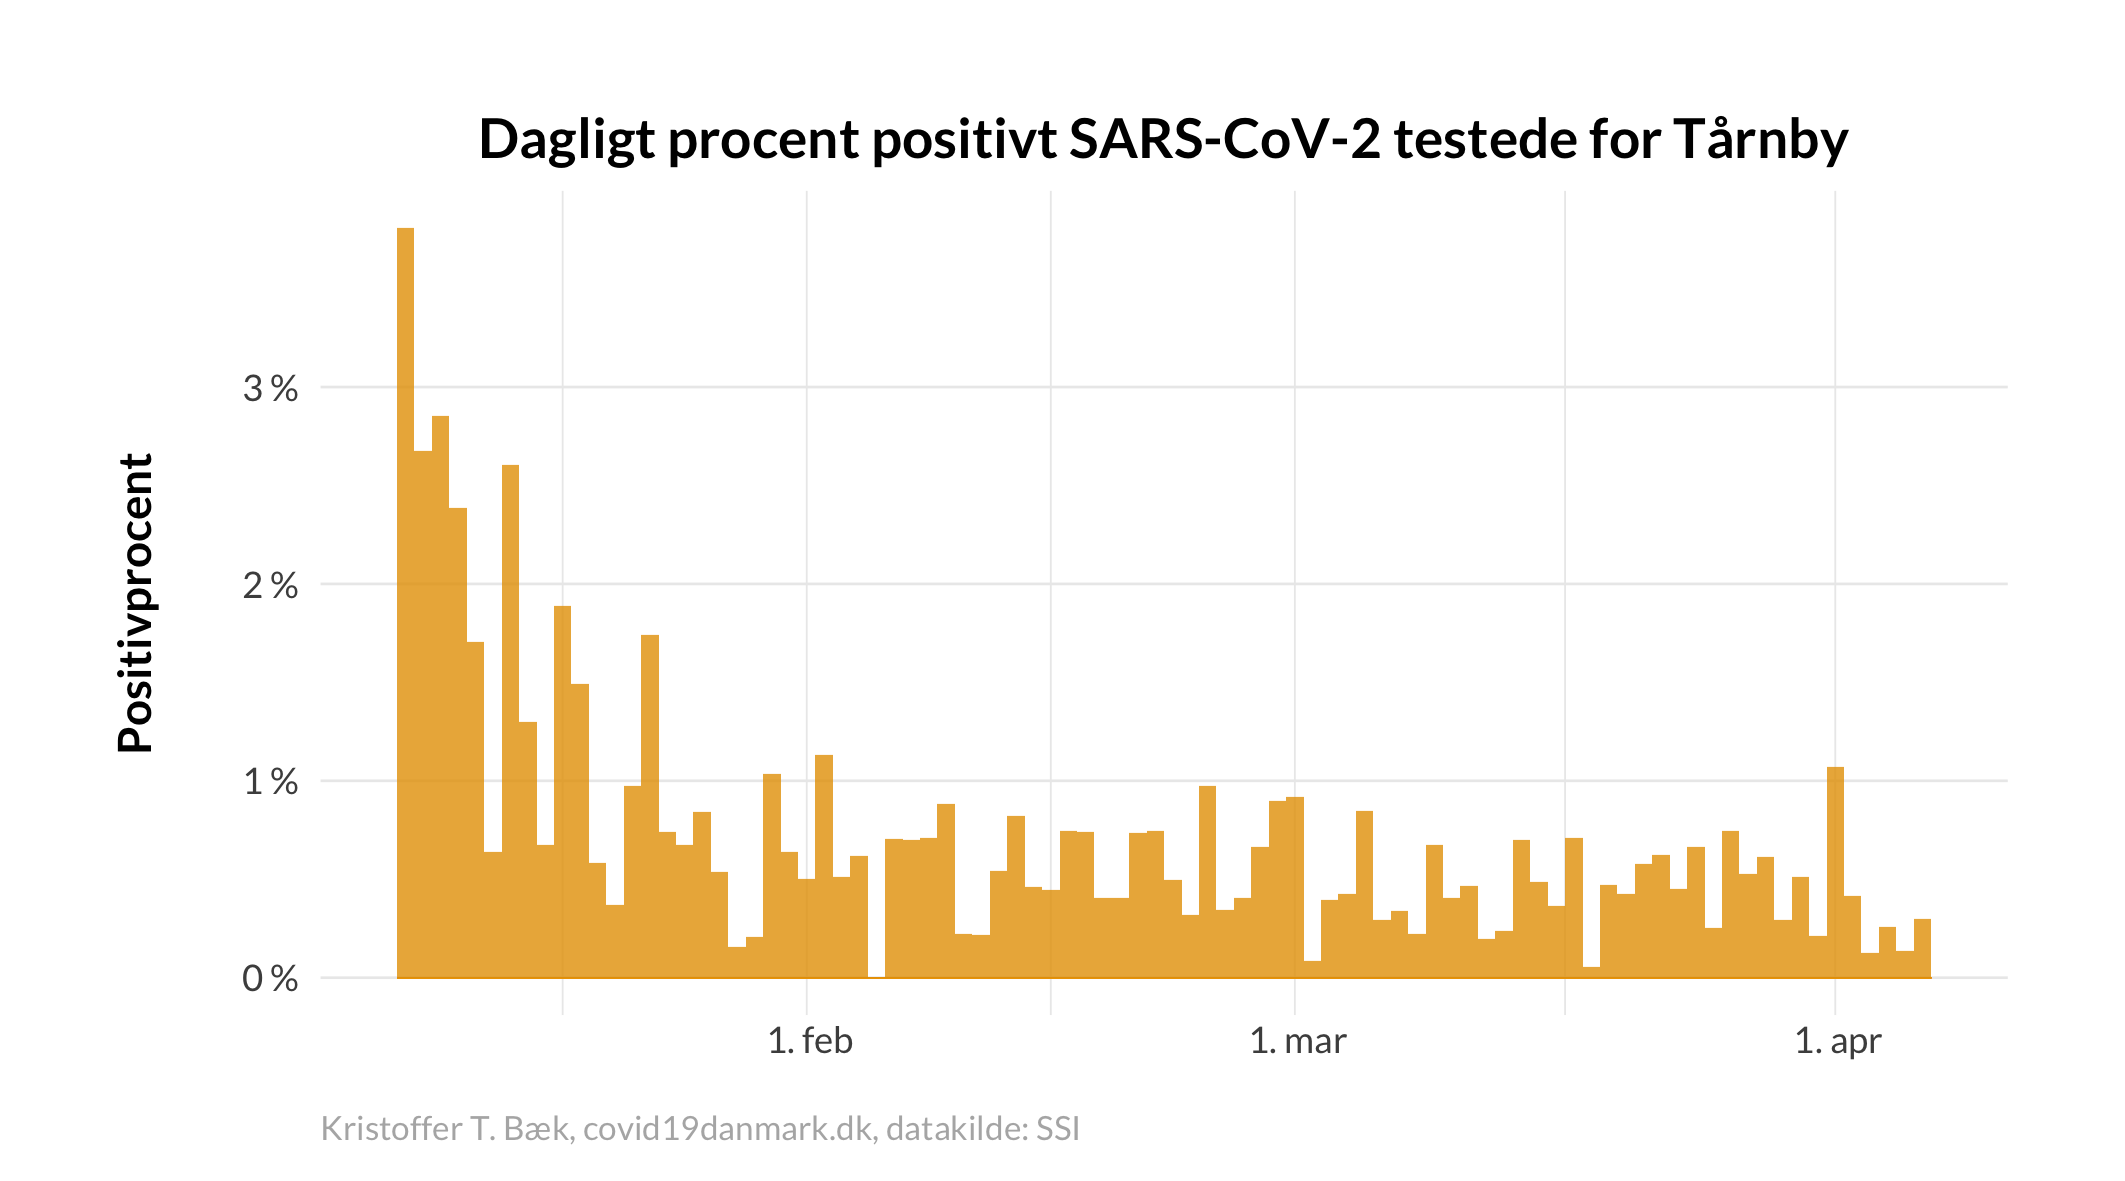 Dagligt procent positivt SARS-CoV-2 testede for Tårnby
Positivprocent
3 %
2 %
1 %
0 %
1. feb
1. mar
1. apr
Kristoffer T. Bæk, covid19danmark.dk, datakilde: SSI